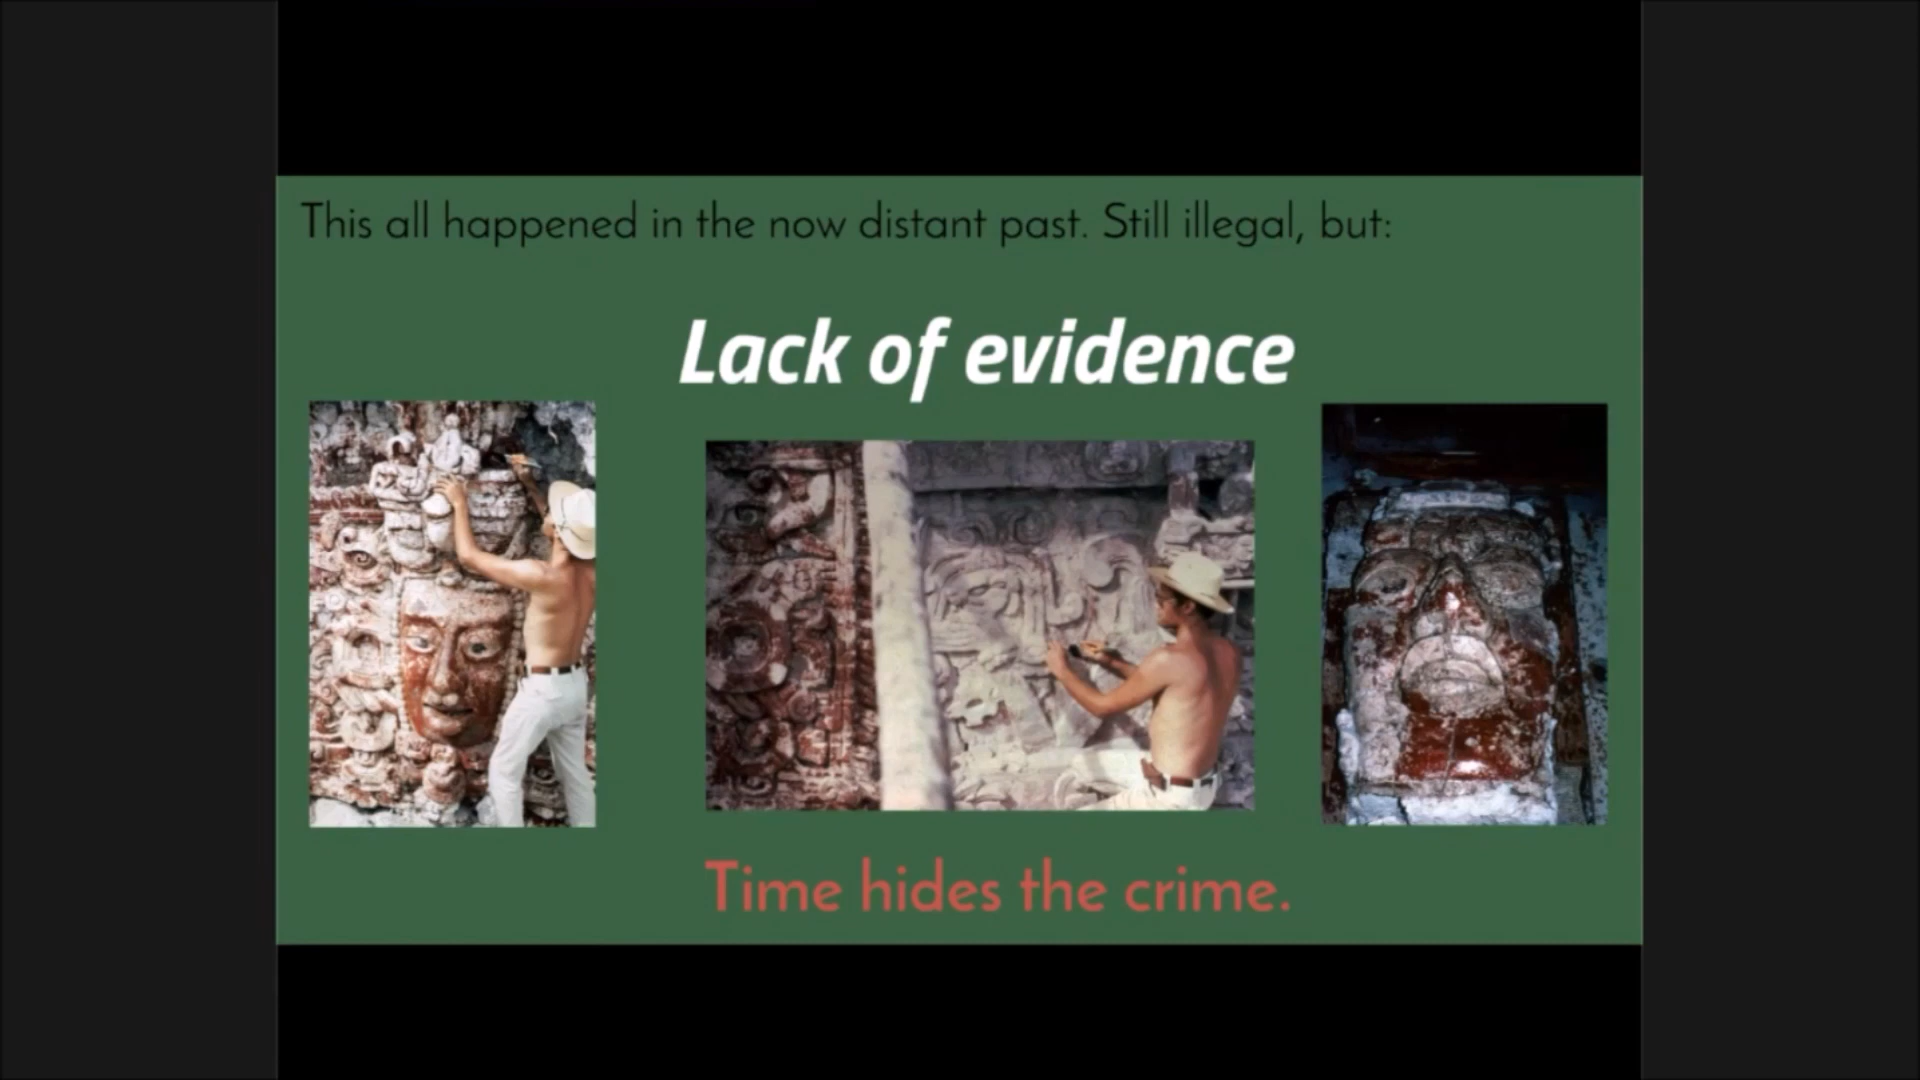 This all happened in the now distant past. Still illegal, but:
Lack of evidence
Time hides the crime.